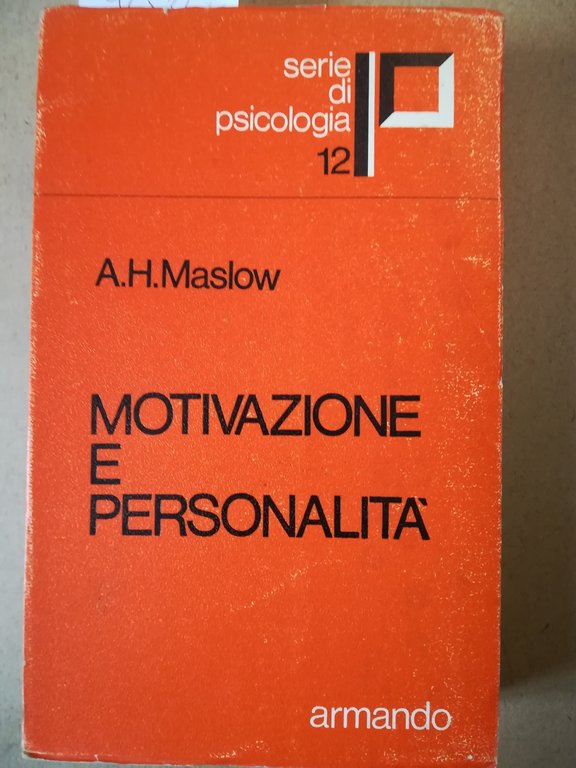 serie
di
psicologia
12
A.H.Maslow
MOTIVAZIONE
E
PERSONALITÀ
armando